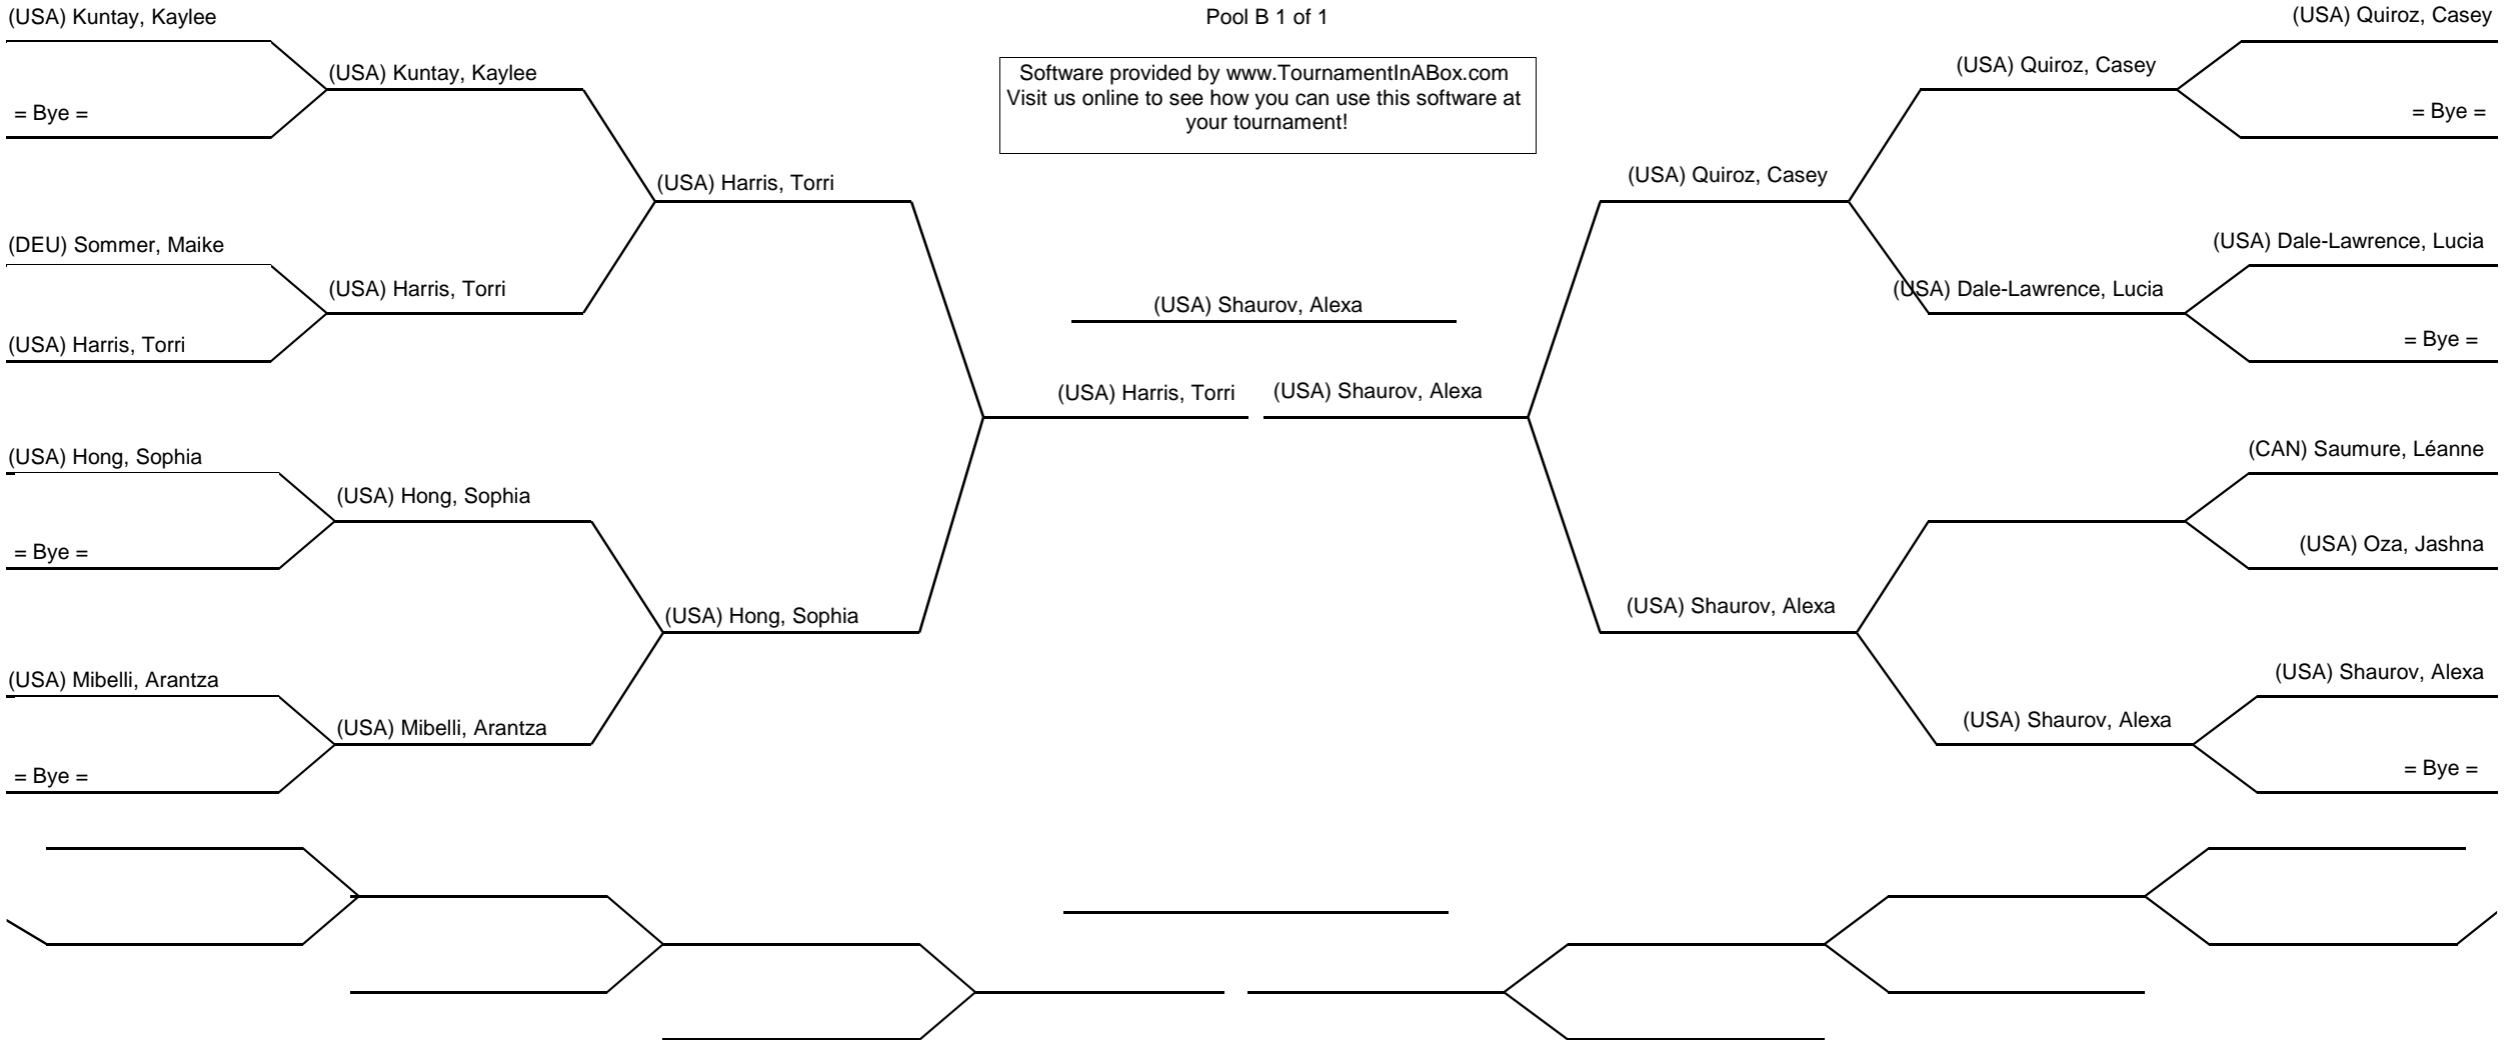 (USA) Kuntay, Kaylee
Pool B 1 of 1
(USA) Quiroz, Casey
Software provided by www.TournamentInABox.com
Visit us online to see how you can use this software at
your tournament!
(USA) Kuntay, Kaylee
(USA) Quiroz, Casey
= Bye =
= Bye =
(USA) Harris, Torri
(USA) Quiroz, Casey
(DEU) Sommer, Maike
(USA) Dale-Lawrence, Lucia
(USA) Harris, Torri
(USA) Dale-Lawrence, Lucia
(USA) Shaurov, Alexa
(USA) Harris, Torri
= Bye =
(USA) Harris, Torri
(USA) Shaurov, Alexa
(USA) Hong, Sophia
(CAN) Saumure, Léanne
(USA) Hong, Sophia
= Bye =
(USA) Oza, Jashna
(USA) Hong, Sophia
(USA) Shaurov, Alexa
(USA) Mibelli, Arantza
(USA) Shaurov, Alexa
(USA) Mibelli, Arantza
(USA) Shaurov, Alexa
= Bye =
= Bye =